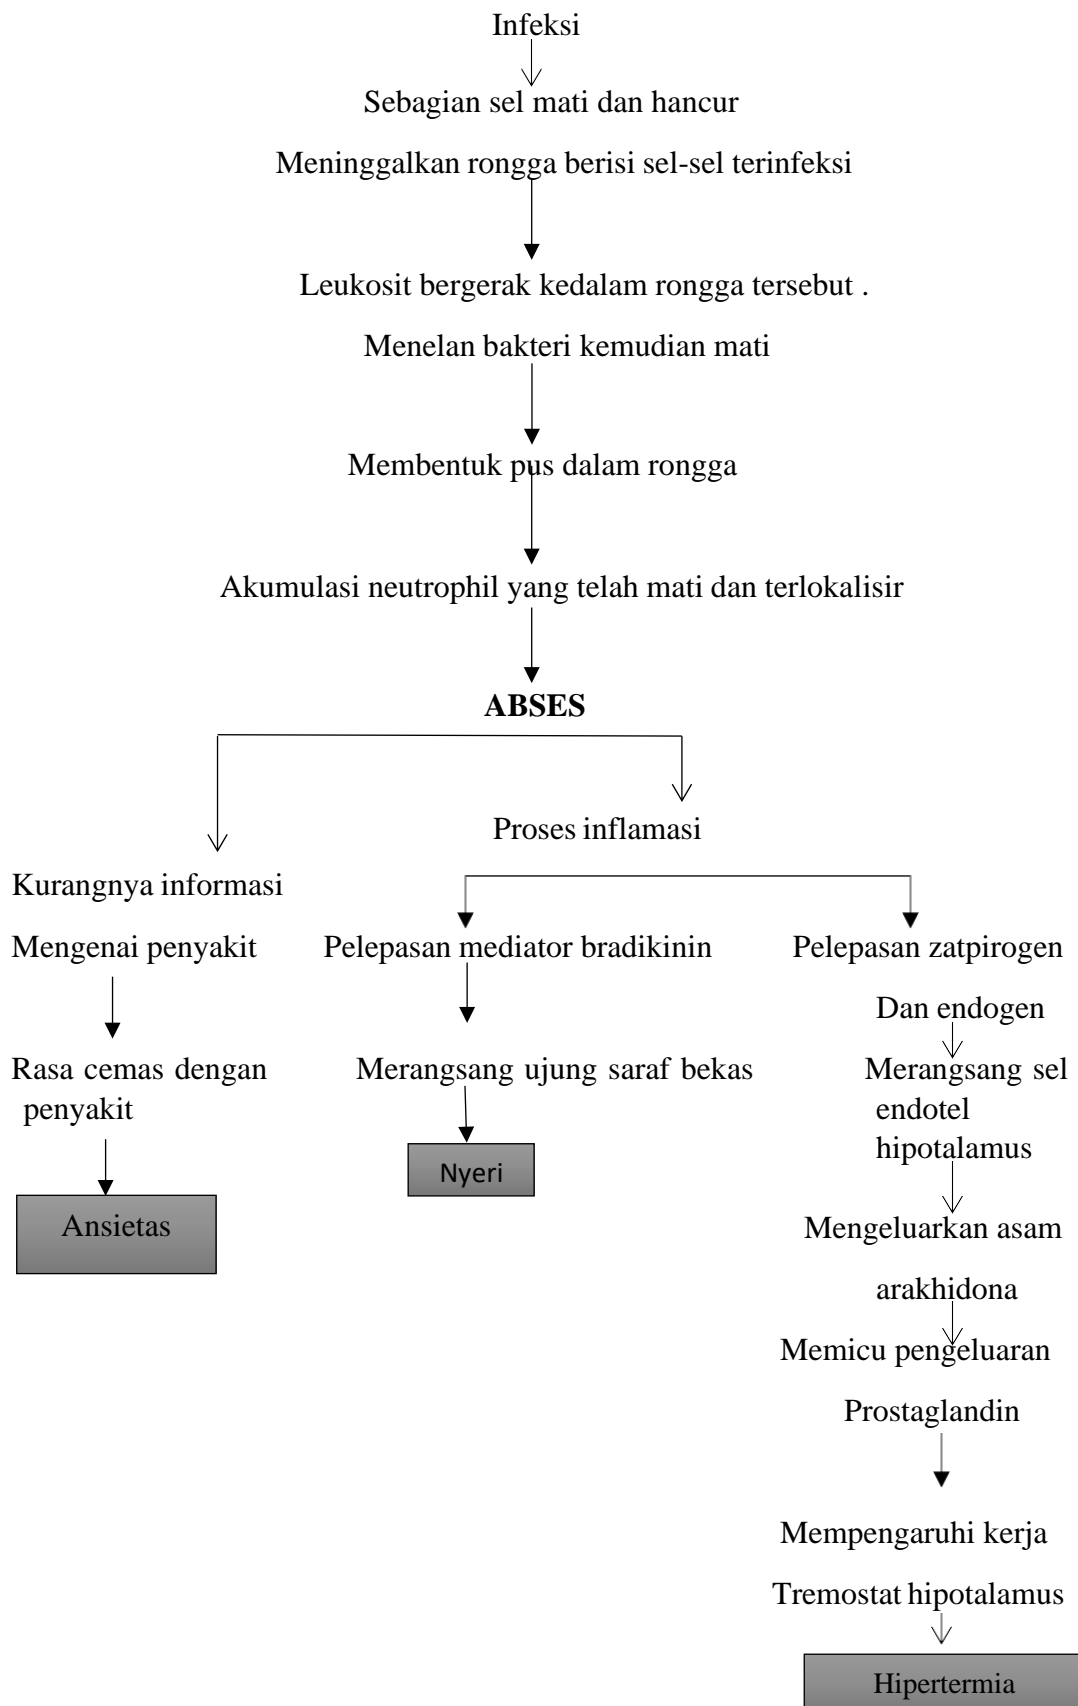 Infeksi
Sebagian sel mati dan hancur
Meninggalkan rongga berisi sel-sel terinfeksi
Leukosit bergerak kedalam rongga tersebut .
Menelan bakteri kemudian mati
Membentuk pus dalam rongga
Akumulasi neutrophil yang telah mati dan terlokalisir
ABSES
Proses inflamasi
Kurangnya informasi
Mengenai penyakit
Pelepasan mediator bradikinin
Pelepasan zatpirogen
Dan endogen
Rasa cemas dengan
penyakit
Merangsang ujung saraf bekas
Merangsang sel
endotel
hipotalamus
Nyeri
Ansietas
Mengeluarkan asam
arakhidona
Memicu pengeluaran
Prostaglandin
Mempengaruhi kerja
Tremostat hipotalamus
Hipertermia